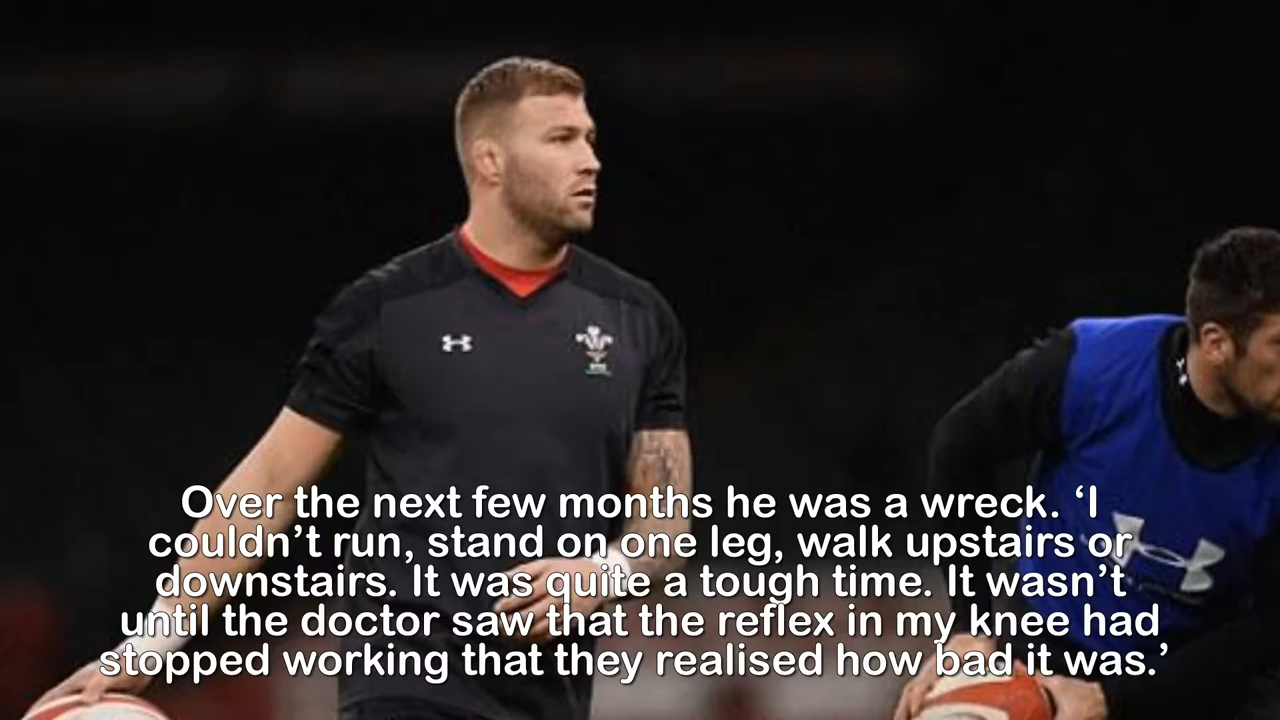 Over the next few months he was a wreck. ‘I
couldn’t run, stand on one leg, walk upstairs or
downstairs. It was quite a tough time. It wasn’t
until the doctor saw that the reflex in my knee had
stopped working that they realised how bad it was.’